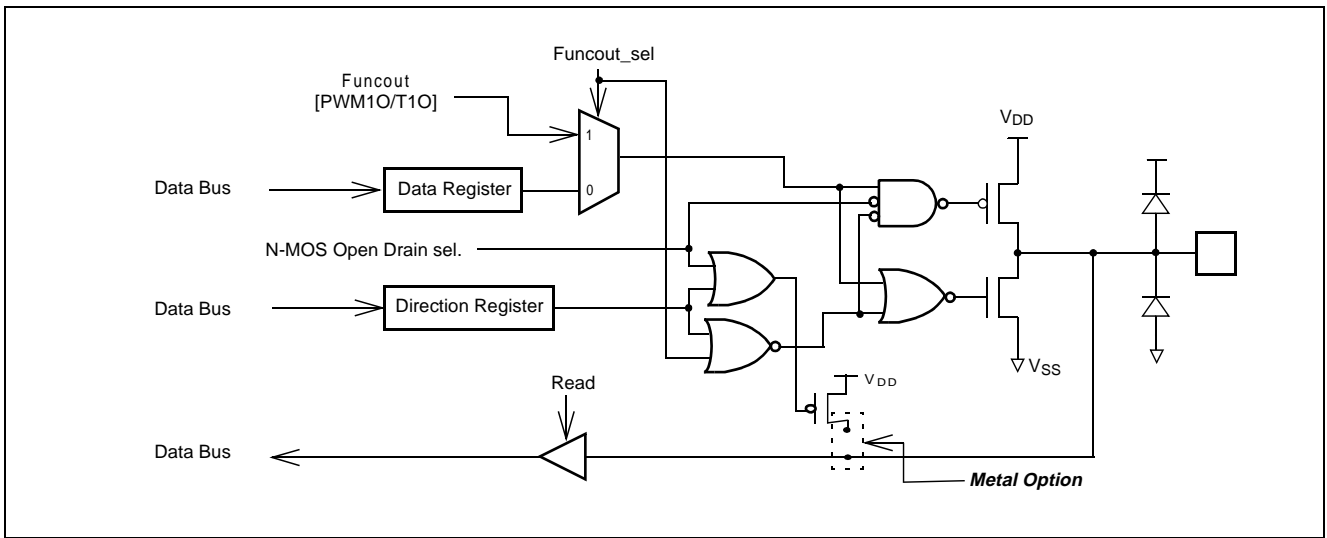 Funcout_sel
Funcout
[PWM1O/T1O]
1
VDD
Data Bus
Data Register
0
N-MOS Open Drain sel.
Data Bus
Direction Register
VSS
Read
VDD
Data Bus
Metal Option